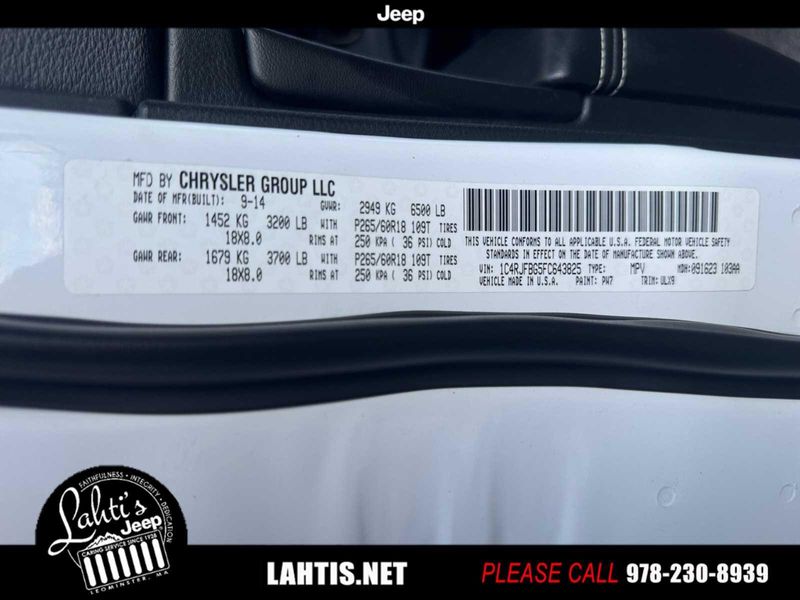 Jeep
MFD BY CHRYSLER GROUP LLC
DATE OF MFR(BUILT): 9-14 GVWR: 2949 KG 6500 LB
GAWR FRONT: 1452 KG 3200 LB WITH P265/60R18 109T TIRES
18X8.0 RIMS AT 250 KPA ( 36 PSI) COLD
GAWR REAR: 1679 KG 3700 LB WITH P265/60R18 109T TIRES
18X8.0 RIMS AT 250 KPA ( 36 PSI) COLD
THIS VEHICLE CONFORMS TO ALL APPLICABLE U.S.A. FEDERAL MOTOR VEHICLE SAFETY
STANDARDS IN EFFECT ON THE DATE OF MANUFACTURE SHOWN ABOVE.
VIN: 1C4RJFBG5FC643825 TYPE: MPV MDH: 091623 103AA
VEHICLE MADE IN U.S.A. PAINT: PW7 TRIM: ULX9
FAITHFULNESS · INTEGRITY · DEDICATION
Lahti's
Jeep
CARING SERVICE SINCE 1928
LEOMINSTER, MA
LAHTIS.NET
PLEASE CALL 978-230-8939